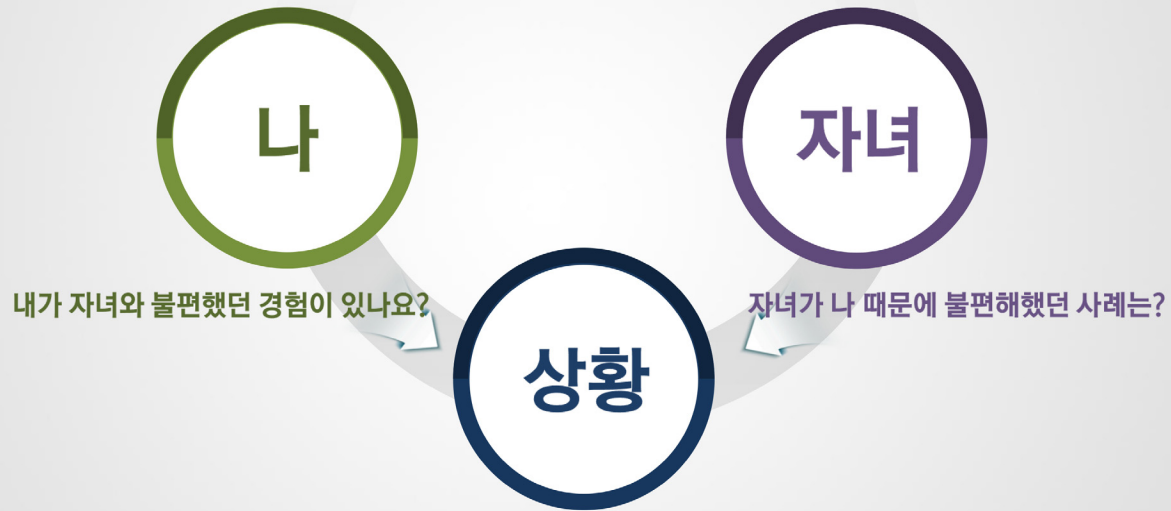 나
자녀
내가 자녀와 불편했던 경험이 있나요?
자녀가 나 때문에 불편해했던 사례는?
상황